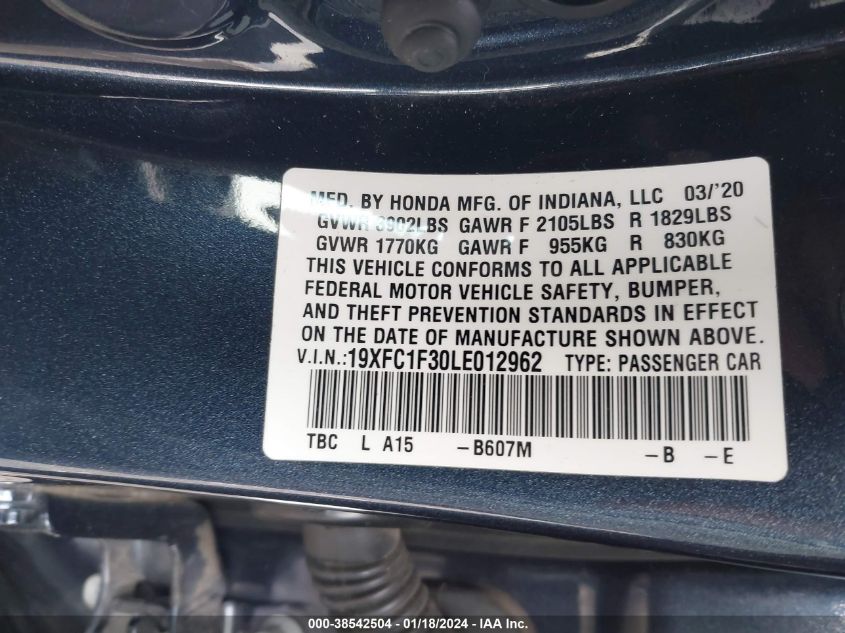 MFD. BY HONDA MFG. OF INDIANA, LLC 03/'20
GVWR 3902LBS GAWR F 2105LBS R 1829LBS
GVWR 1770KG GAWR F 955KG R 830KG
THIS VEHICLE CONFORMS TO ALL APPLICABLE
FEDERAL MOTOR VEHICLE SAFETY, BUMPER,
AND THEFT PREVENTION STANDARDS IN EFFECT
ON THE DATE OF MANUFACTURE SHOWN ABOVE.
V.I.N.:19XFC1F30LE012962 TYPE: PASSENGER CAR
TBC L A15 -B607M -B -E
000-38542504 - 01/18/2024 - IAA Inc.